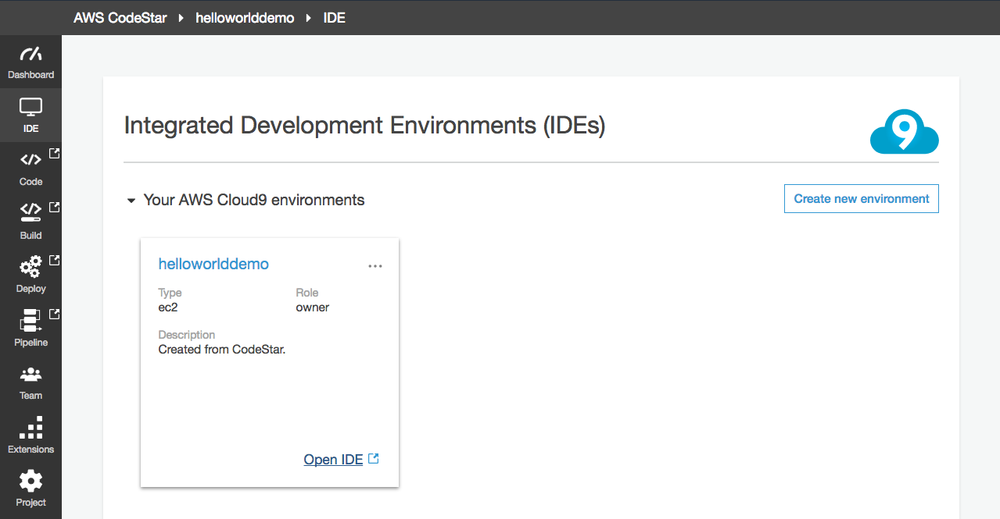 AWS CodeStar helloworlddemo IDE
Dashboard
IDE
Code
Build
Deploy
Pipeline
Team
Extensions
Project
Integrated Development Environments (IDEs)
9
Your AWS Cloud9 environments
Create new environment
helloworlddemo
...
Type Role
ec2 owner
Description
Created from CodeStar.
Open IDE